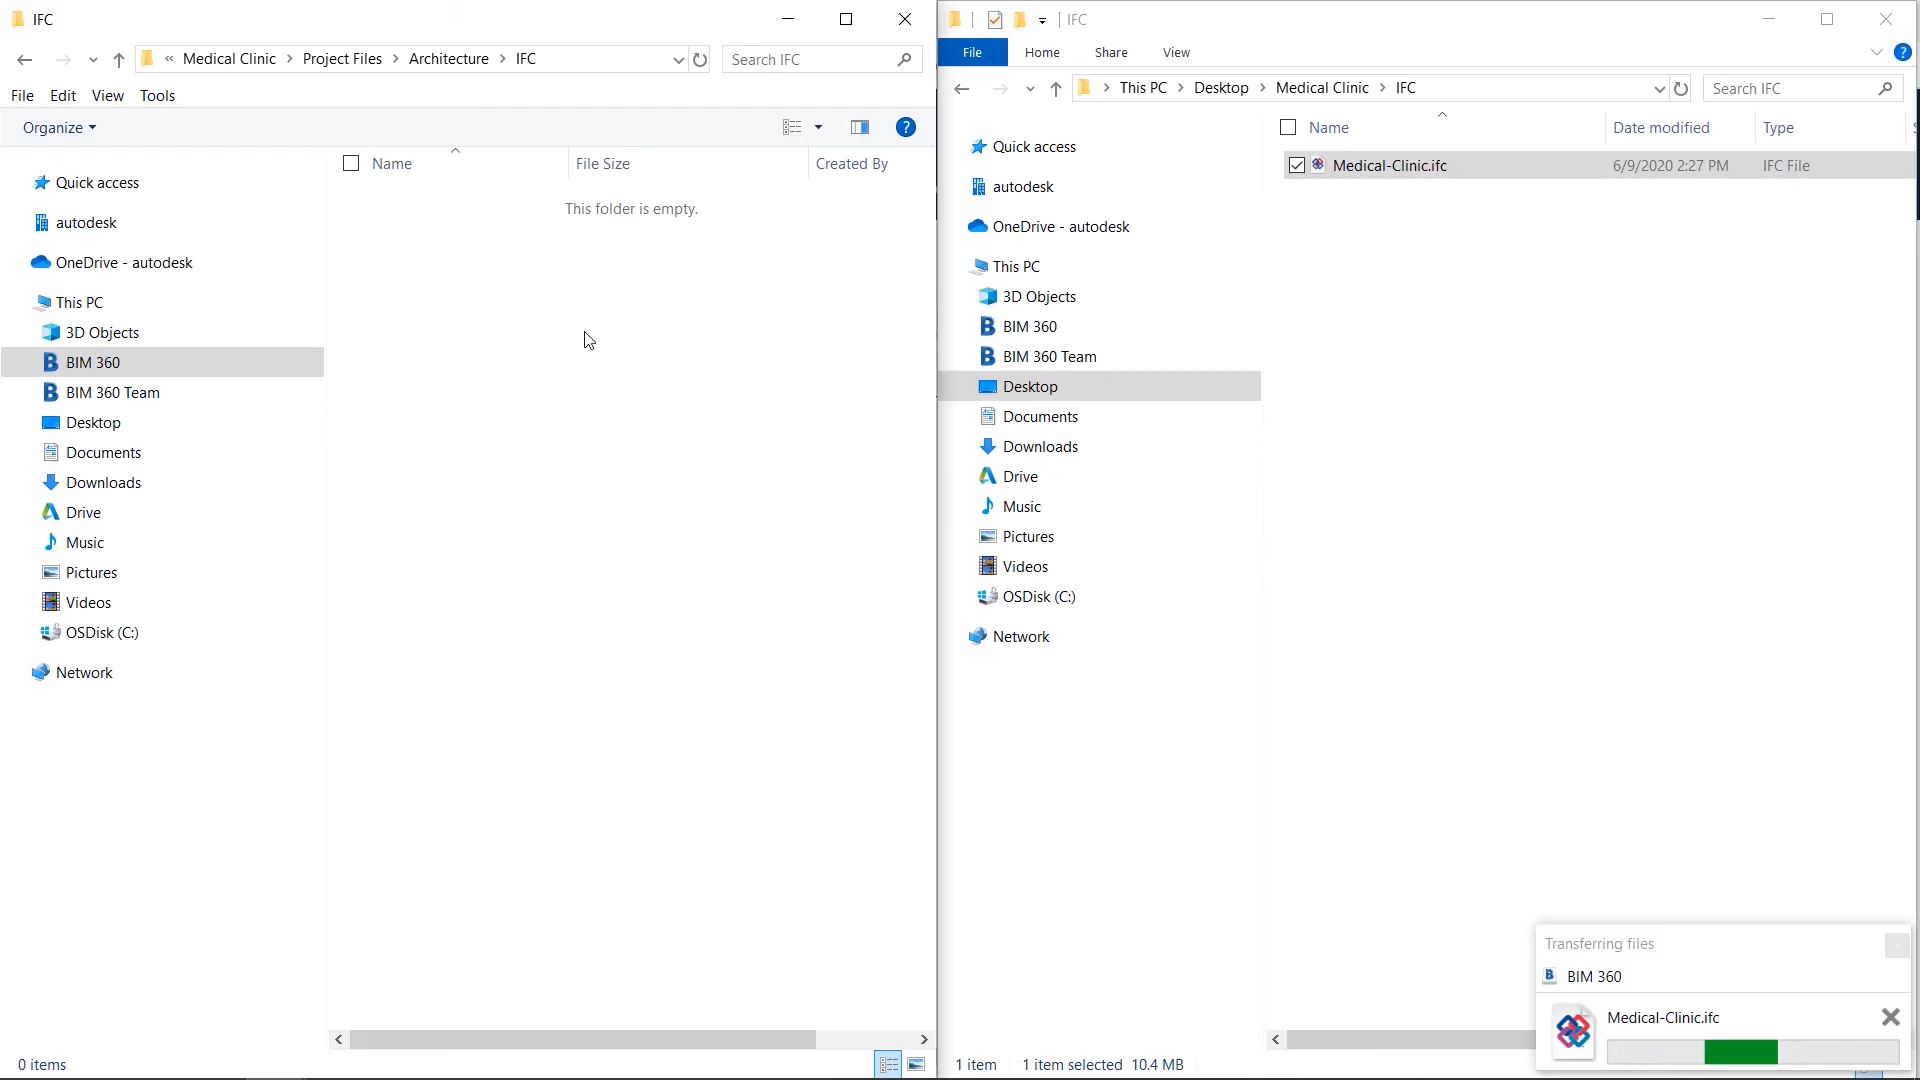 IFC
« Medical Clinic > Project Files > Architecture > IFC
Search IFC
File Edit View Tools
Organize
Name File Size Created By
This folder is empty.
Quick access
autodesk
OneDrive - autodesk
This PC
3D Objects
BIM 360
BIM 360 Team
Desktop
Documents
Downloads
Drive
Music
Pictures
Videos
OSDisk (C:)
Network
0 items
IFC
File Home Share View
> This PC > Desktop > Medical Clinic > IFC
Search IFC
Name Date modified Type
Medical-Clinic.ifc 6/9/2020 2:27 PM IFC File
Quick access
autodesk
OneDrive - autodesk
This PC
3D Objects
BIM 360
BIM 360 Team
Desktop
Documents
Downloads
Drive
Music
Pictures
Videos
OSDisk (C:)
Network
1 item 1 item selected 10.4 MB
Transferring files
BIM 360
Medical-Clinic.ifc